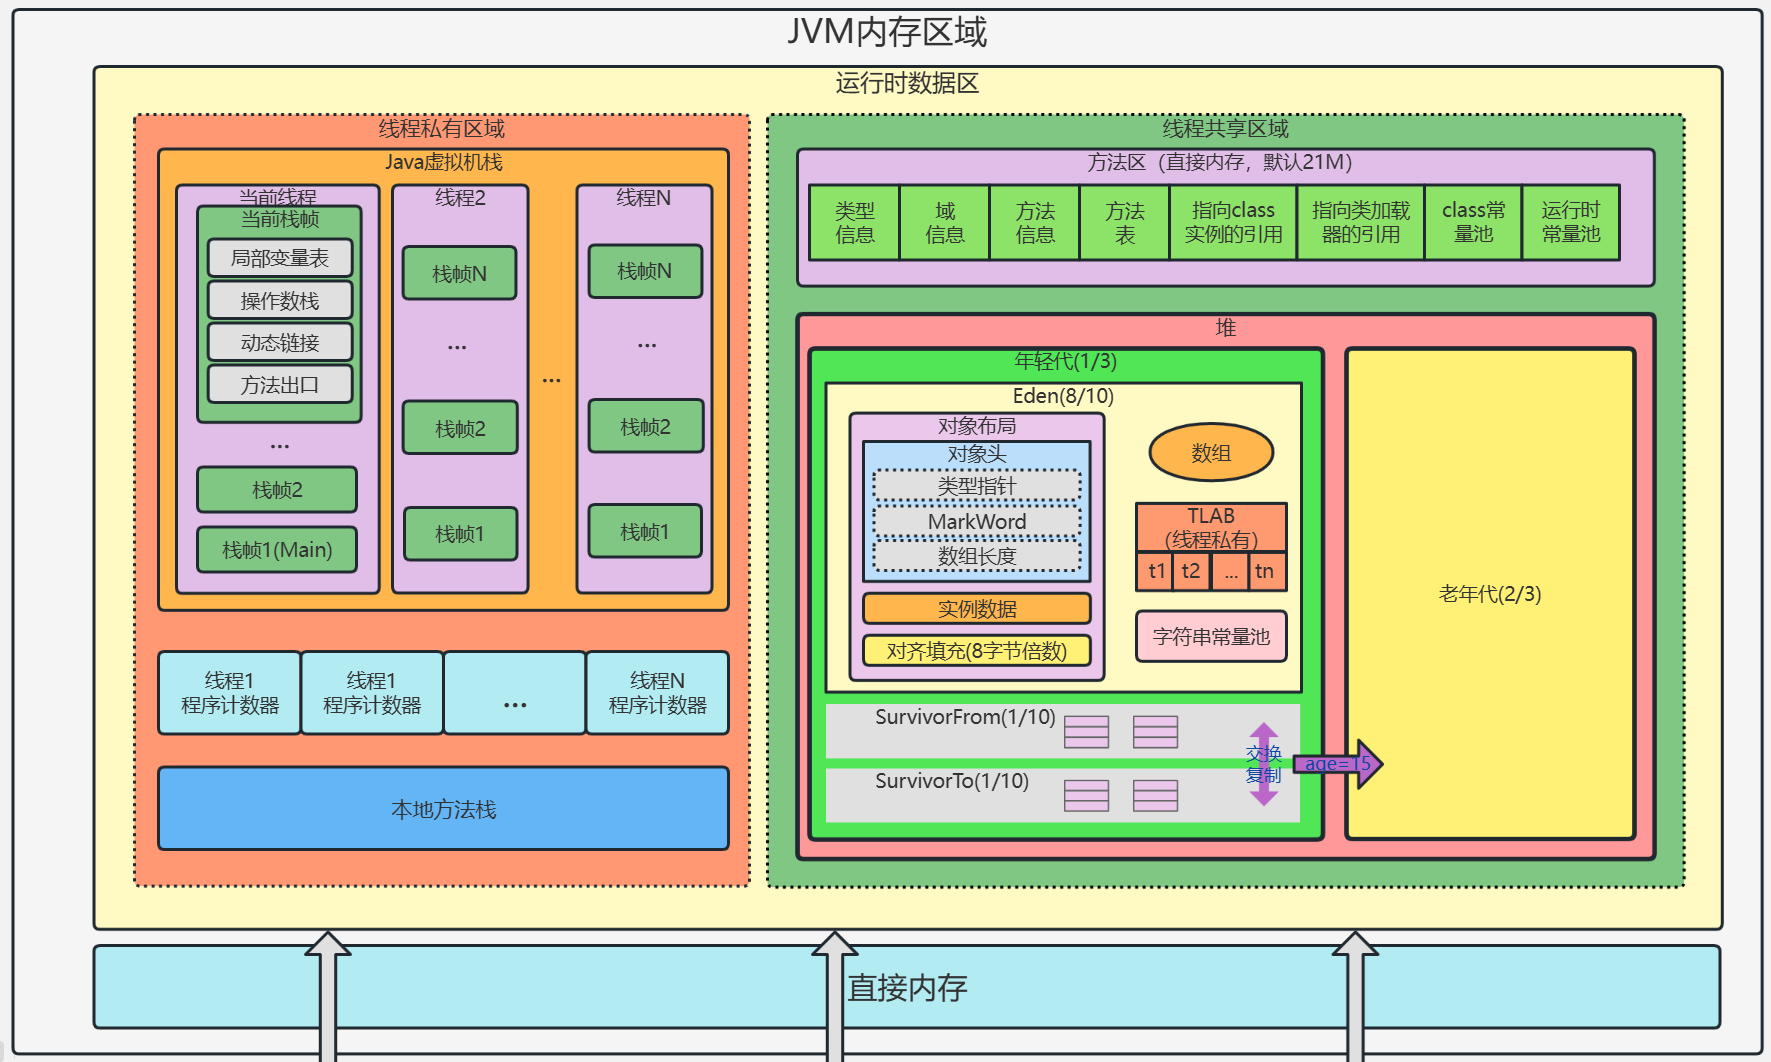 JVM内存区域
运行时数据区
线程私有区域
Java虚拟机栈
当前线程
当前栈帧
局部变量表
操作数栈
动态链接
方法出口
...
栈帧2
栈帧1(Main)
线程2
栈帧N
...
栈帧2
栈帧1
...
线程N
栈帧N
...
栈帧2
栈帧1
线程1
程序计数器
线程1
程序计数器
...
线程N
程序计数器
本地方法栈
线程共享区域
方法区（直接内存，默认21M）
类型
信息
域
信息
方法
信息
方法
表
指向class
实例的引用
指向类加载
器的引用
class常
量池
运行时
常量池
堆
年轻代(1/3)
Eden(8/10)
对象布局
对象头
类型指针
MarkWord
数组长度
实例数据
对齐填充(8字节倍数)
数组
TLAB
(线程私有)
t1
t2
...
tn
字符串常量池
SurvivorFrom(1/10)
SurvivorTo(1/10)
交换
复制
age=15
老年代(2/3)
直接内存